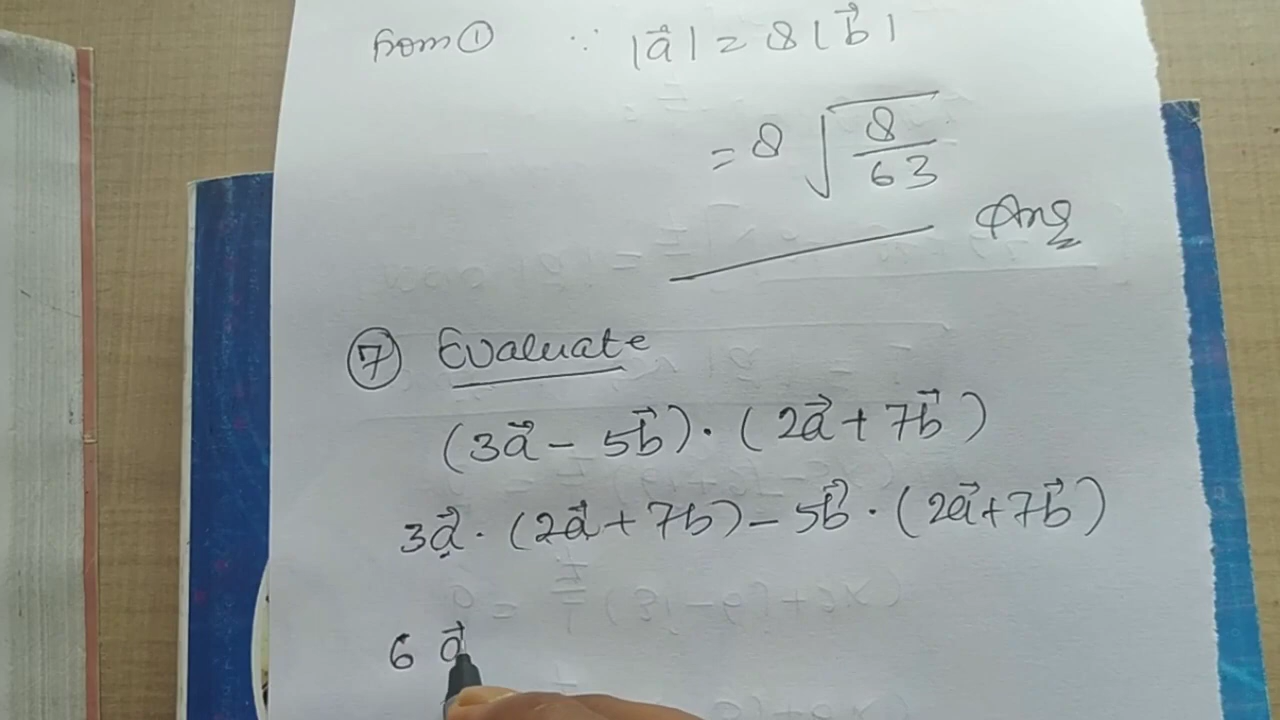 from ① ∵ |a⃗| = 8|b⃗|
= 8 √(8/63)
Ans
⑦ Evaluate
(3a⃗ − 5b⃗) · (2a⃗ + 7b⃗)
3a⃗ · (2a⃗ + 7b) − 5b⃗ · (2a⃗ + 7b⃗)
6 a⃗